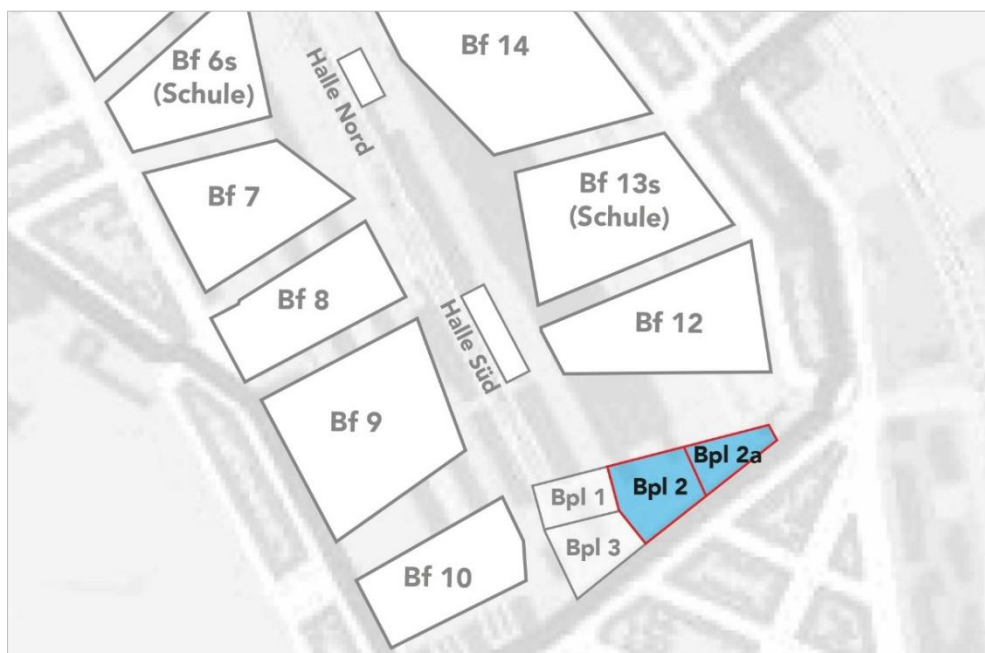 Bf 14
Bf 6s
(Schule)
Halle Nord
Bf 7
Bf 13s
(Schule)
Bf 8
Halle Süd
Bf 12
Bf 9
Bpl 2a
Bpl 2
Bpl 1
Bpl 3
Bf 10